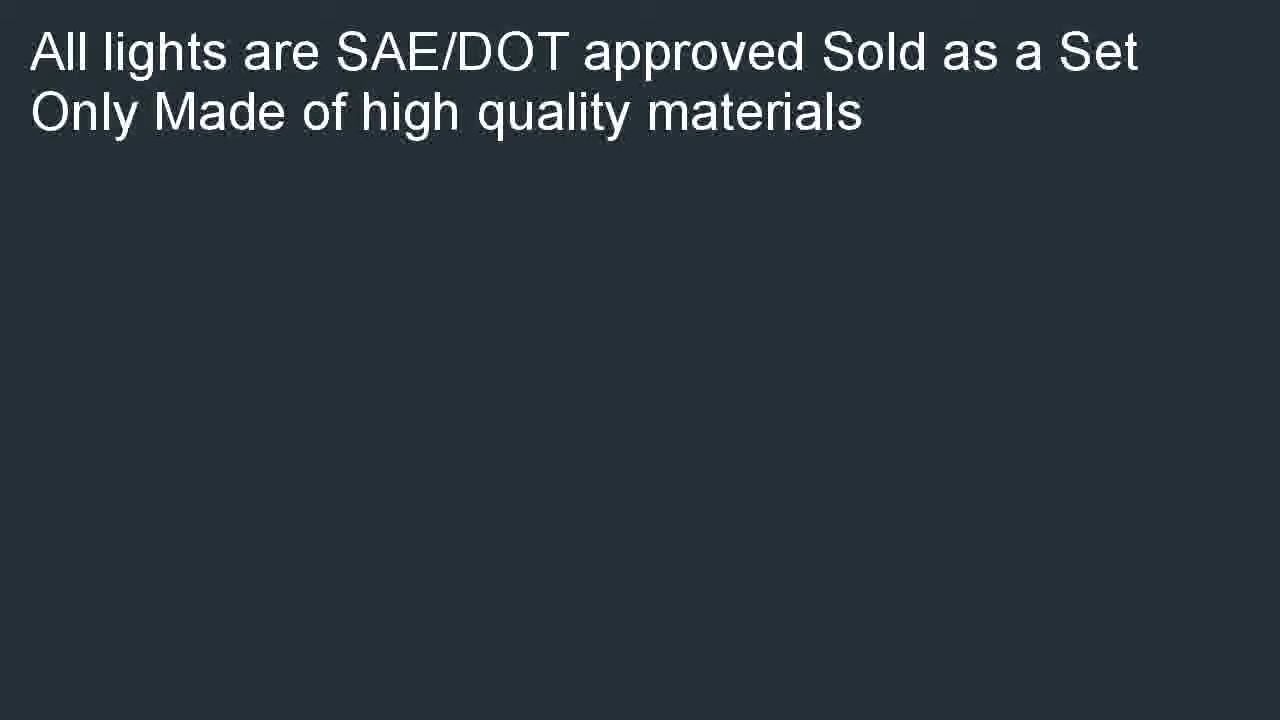 All lights are SAE/DOT approved Sold as a Set
Only Made of high quality materials